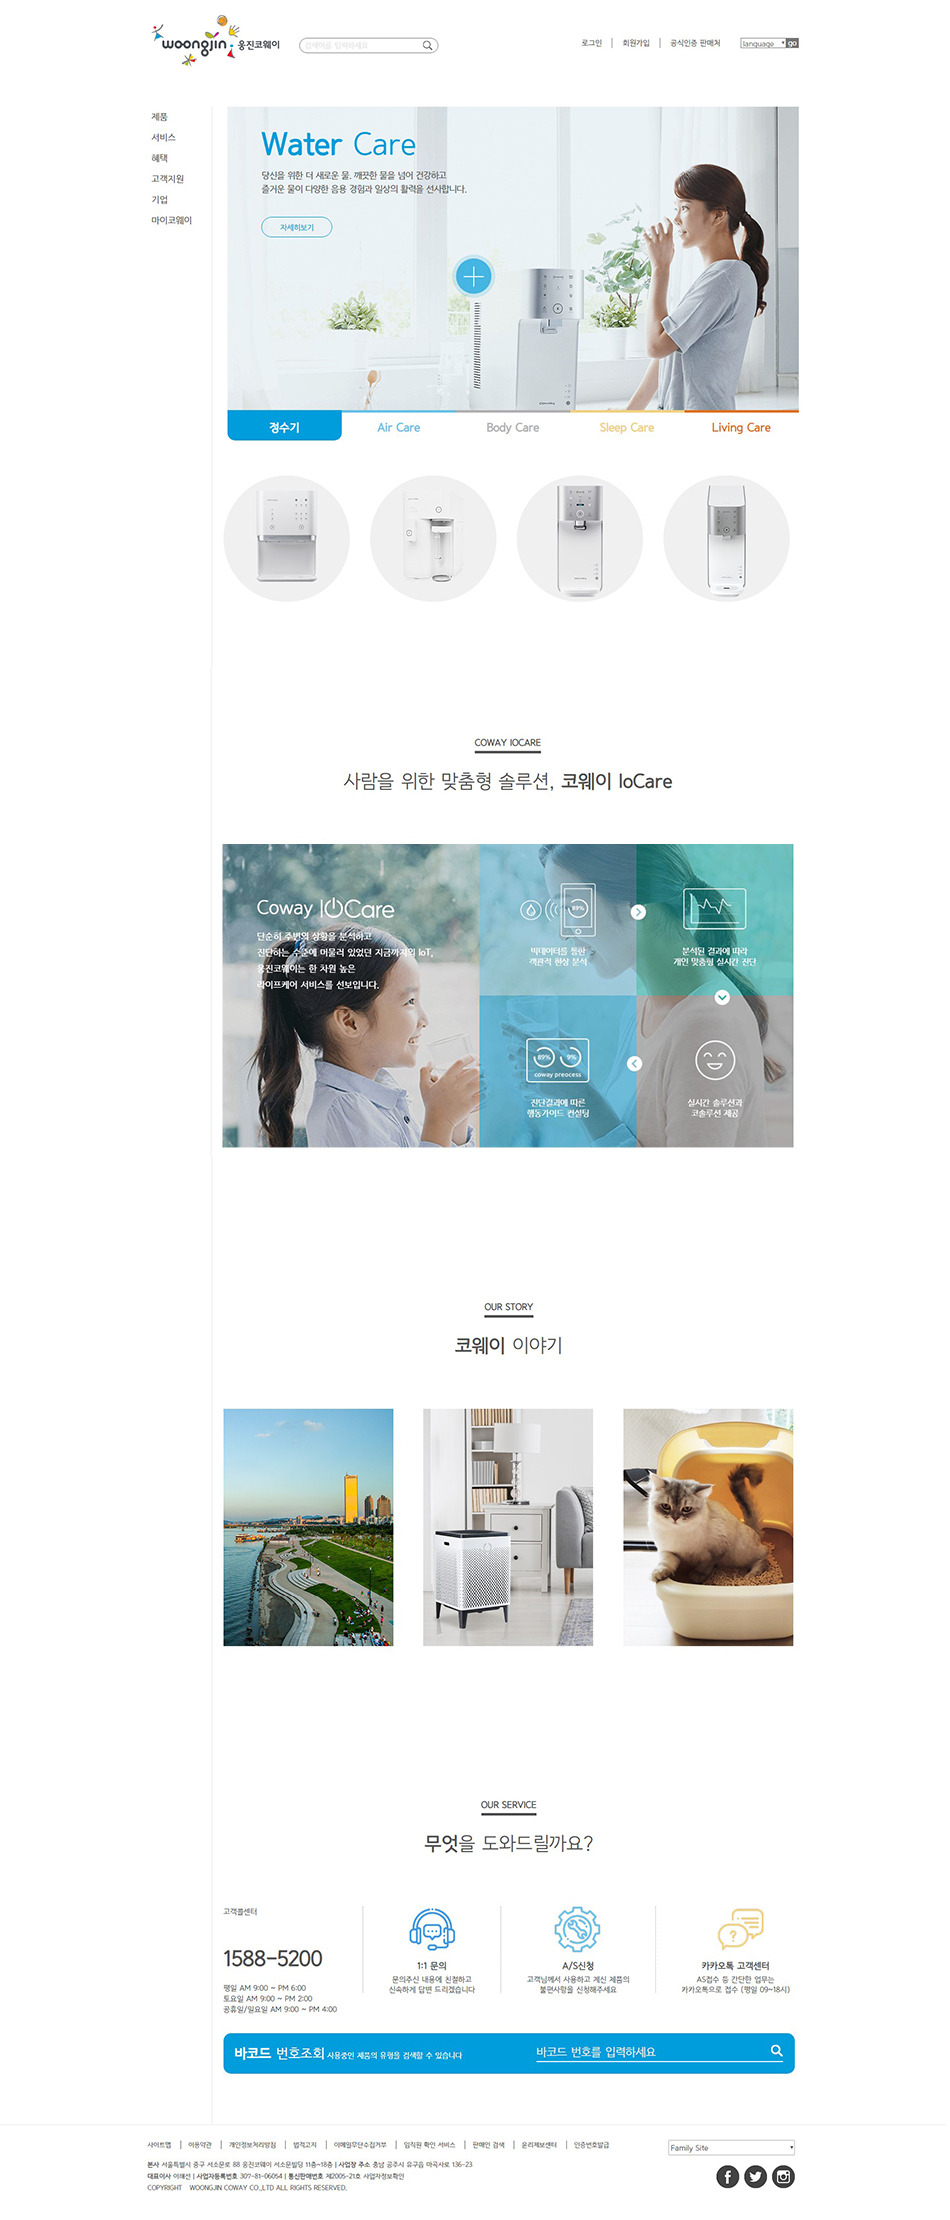 woongjin 웅진코웨이
검색어를 입력하세요
로그인 | 회원가입 | 공식인증 판매처
language go
제품
서비스
혜택
고객지원
기업
마이코웨이
Water Care
당신을 위한 더 새로운 물. 깨끗한 물을 넘어 건강하고
즐거운 물이 다양한 음용 경험과 일상의 활력을 선사합니다.
자세히보기
정수기
Air Care
Body Care
Sleep Care
Living Care
COWAY IOCARE
사람을 위한 맞춤형 솔루션, 코웨이 IoCare
Coway IOCare
단순히 주변의 상황을 분석하고
진단하는 수준에 머물러 있었던 지금까지의 IoT,
웅진코웨이는 한 차원 높은
라이프케어 서비스를 선보입니다.
89%
빅데이터를 통한
객관적 현상 분석
분석된 결과에 따라
개인 맞춤형 실시간 진단
89% 9%
coway preocess
진단결과에 따른
행동가이드 컨설팅
실시간 솔루션과
코솔루션 제공
OUR STORY
코웨이 이야기
OUR SERVICE
무엇을 도와드릴까요?
고객콜센터
1588-5200
평일 AM 9:00 ~ PM 6:00
토요일 AM 9:00 ~ PM 2:00
공휴일/일요일 AM 9:00 ~ PM 4:00
1:1 문의
문의주신 내용에 친절하고
신속하게 답변 드리겠습니다
A/S신청
고객님께서 사용하고 계신 제품의
불편사항을 신청해주세요
카카오톡 고객센터
AS접수 등 간단한 업무는
카카오톡으로 접수 (평일 09~18시)
바코드 번호조회 사용중인 제품의 유형을 검색할 수 있습니다
바코드 번호를 입력하세요
사이트맵 | 이용약관 | 개인정보처리방침 | 법적고지 | 이메일무단수집거부 | 임직원 확인 서비스 | 판매인 검색 | 윤리제보센터 | 인증번호발급
Family Site
본사 서울특별시 중구 서소문로 88 웅진코웨이 서소문빌딩 11층~18층 | 사업장 주소 충남 공주시 유구읍 마곡사로 136-23
대표이사 이해선 | 사업자등록번호 307-81-06054 | 통신판매번호 제2005-21호 사업자정보확인
COPYRIGHT WOONGJIN COWAY CO.,LTD ALL RIGHTS RESERVED.